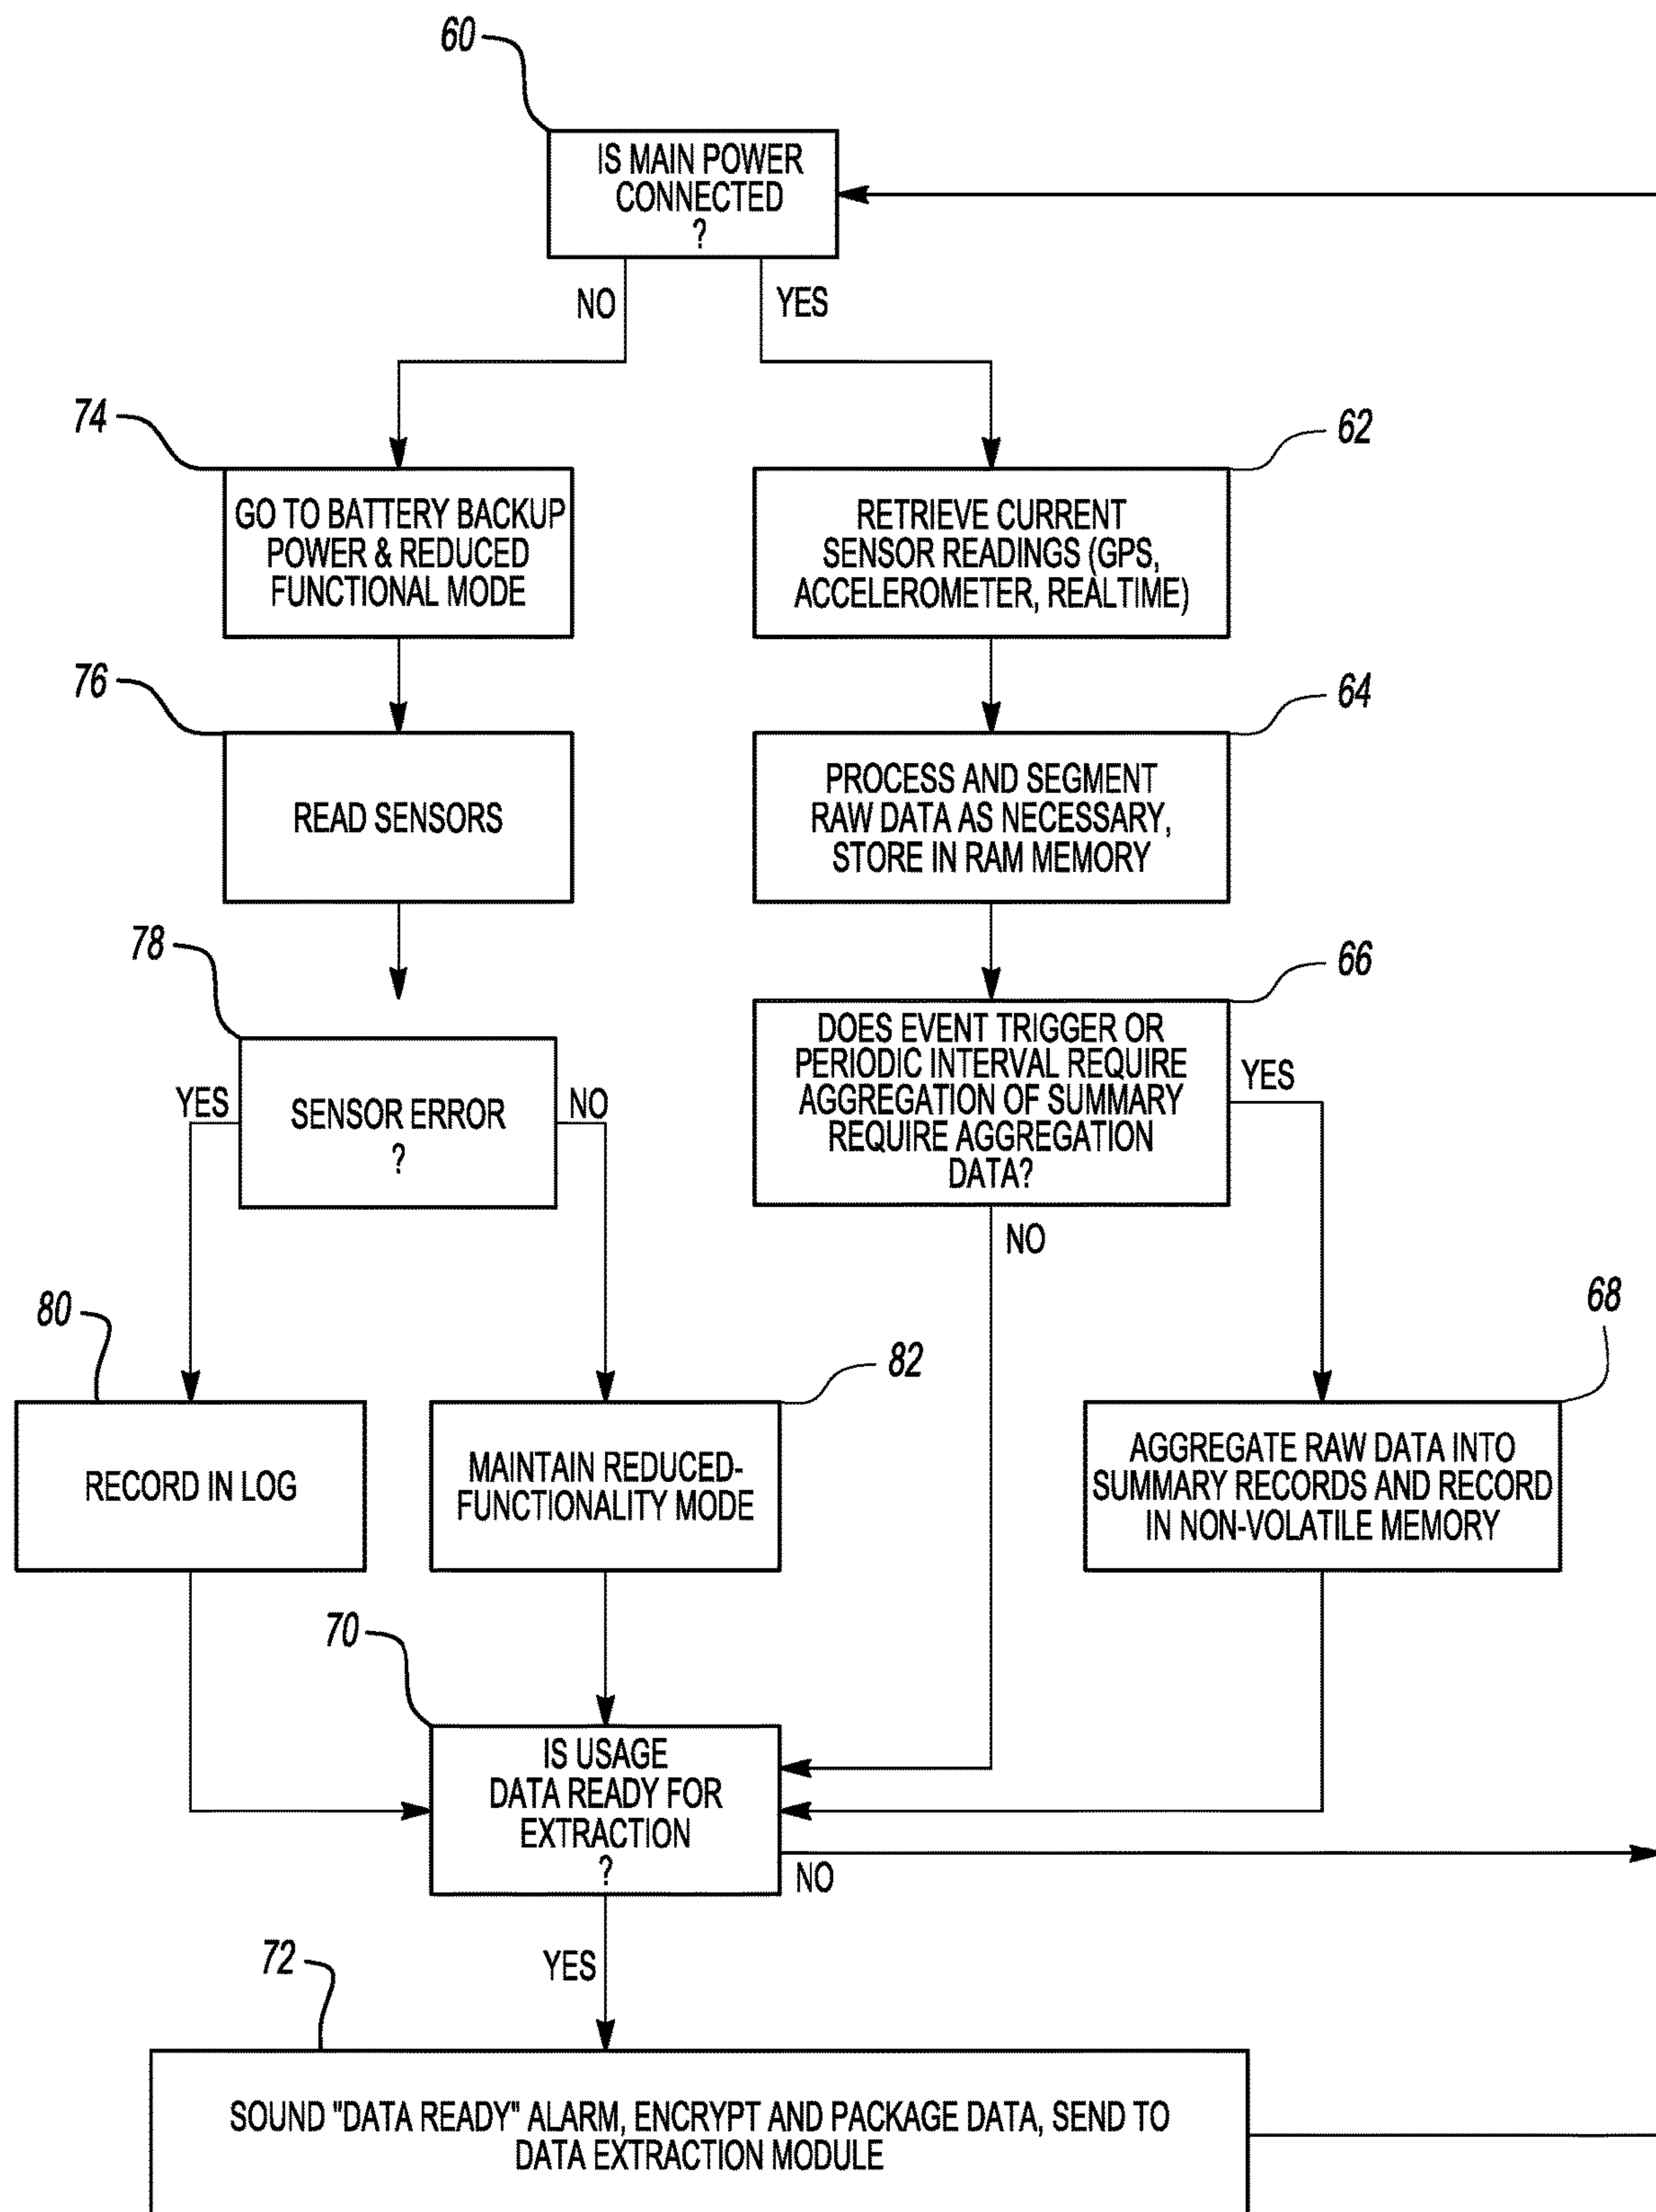 60
IS MAIN POWER
CONNECTED
?
NO
YES
74
GO TO BATTERY BACKUP
POWER & REDUCED
FUNCTIONAL MODE
62
RETRIEVE CURRENT
SENSOR READINGS (GPS,
ACCELEROMETER, REALTIME)
76
READ SENSORS
64
PROCESS AND SEGMENT
RAW DATA AS NECESSARY,
STORE IN RAM MEMORY
78
SENSOR ERROR
?
YES
NO
66
DOES EVENT TRIGGER OR
PERIODIC INTERVAL REQUIRE
AGGREGATION OF SUMMARY
REQUIRE AGGREGATION
DATA?
YES
NO
80
RECORD IN LOG
82
MAINTAIN REDUCED-
FUNCTIONALITY MODE
68
AGGREGATE RAW DATA INTO
SUMMARY RECORDS AND RECORD
IN NON-VOLATILE MEMORY
70
IS USAGE
DATA READY FOR
EXTRACTION
?
NO
YES
72
SOUND "DATA READY" ALARM, ENCRYPT AND PACKAGE DATA, SEND TO
DATA EXTRACTION MODULE